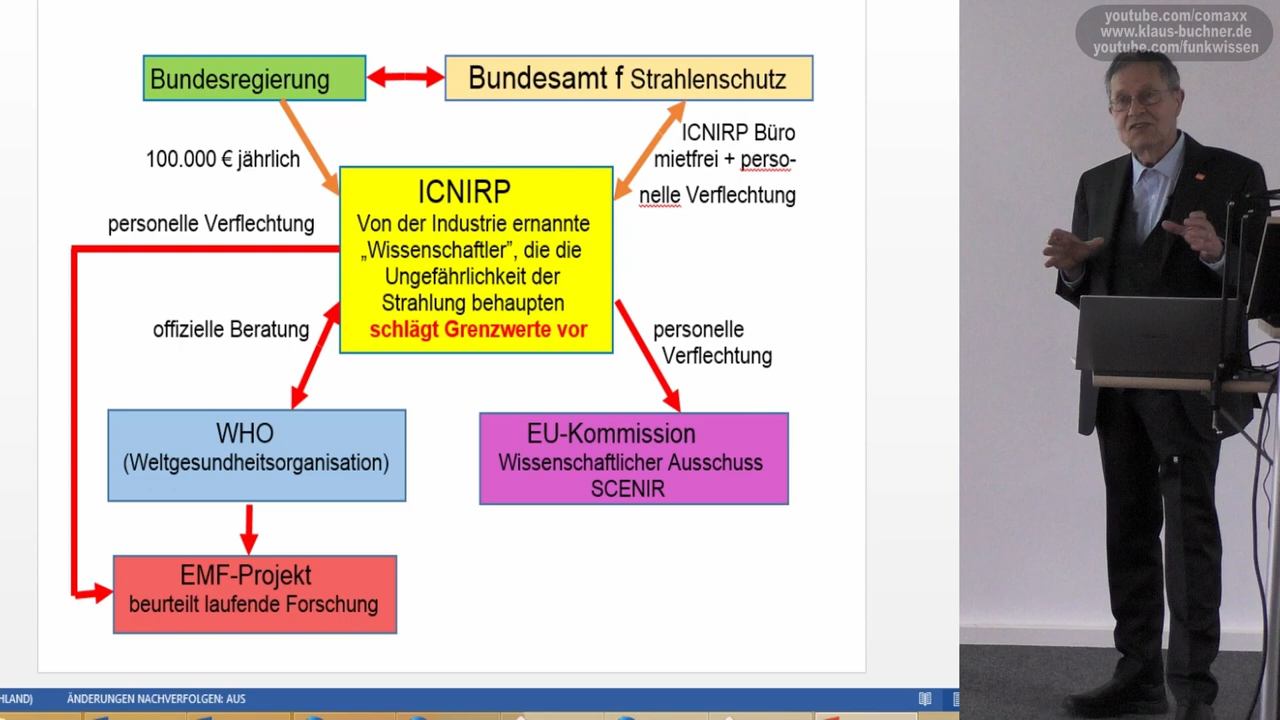 youtube.com/comaxx
www.klaus-buchner.de
youtube.com/funkwissen
Bundesregierung
Bundesamt f Strahlenschutz
100.000 € jährlich
ICNIRP Büro
mietfrei + perso-
nelle Verflechtung
personelle Verflechtung
ICNIRP
Von der Industrie ernannte
„Wissenschaftler”, die die
Ungefährlichkeit der
Strahlung behaupten
schlägt Grenzwerte vor
offizielle Beratung
personelle
Verflechtung
WHO
(Weltgesundheitsorganisation)
EU-Kommission
Wissenschaftlicher Ausschuss
SCENIR
EMF-Projekt
beurteilt laufende Forschung
HLAND)
ÄNDERUNGEN NACHVERFOLGEN: AUS